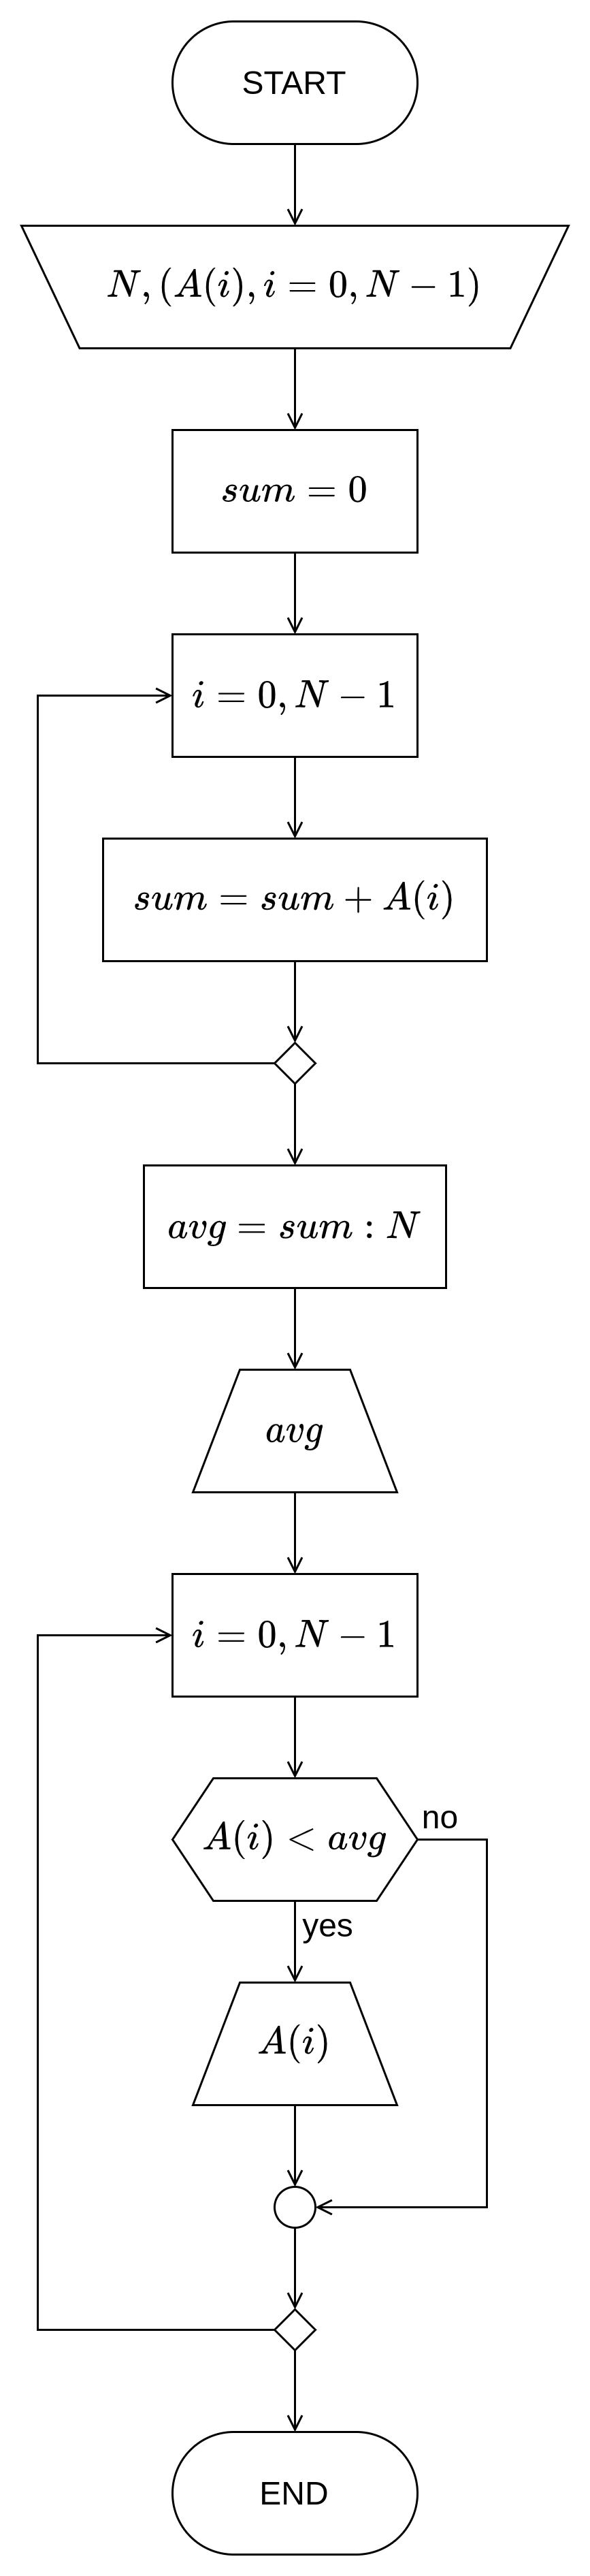 START
N, (A(i), i = 0, N − 1)
sum = 0
i = 0, N − 1
sum = sum + A(i)
avg = sum : N
avg
i = 0, N − 1
A(i) < avg
no
yes
A(i)
END